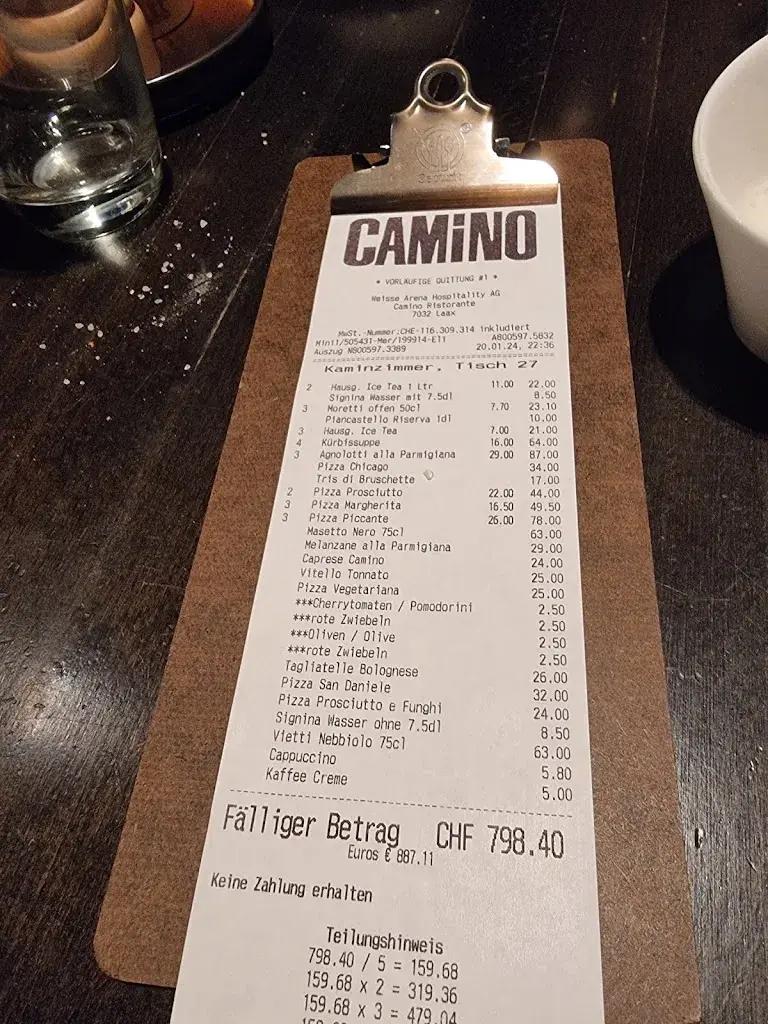 CAMiNO
* VORLÄUFIGE QUITTUNG #1 *
Weisse Arena Hospitality AG
Camino Ristorante
7032 Laax
MwSt.-Nummer:CHE-116.309.314 inkludiert
Mini1/505431-Mer/199914-El1 A800597.5832
Auszug N800597.3389 20.01.24, 22:36
Kaminzimmer, Tisch 27
2 Hausg. Ice Tea 1 Ltr 11.00 22.00
Signina Wasser mit 7.5dl 8.50
3 Moretti offen 50cl 7.70 23.10
Piancastello Riserva 1dl 10.00
3 Hausg. Ice Tea 7.00 21.00
4 Kürbissuppe 16.00 64.00
3 Agnolotti alla Parmigiana 29.00 87.00
Pizza Chicago 34.00
Tris di Bruschette 17.00
2 Pizza Prosciutto 22.00 44.00
3 Pizza Margherita 16.50 49.50
3 Pizza Piccante 26.00 78.00
Masetto Nero 75cl 63.00
Melanzane alla Parmigiana 29.00
Caprese Camino 24.00
Vitello Tonnato 25.00
Pizza Vegetariana 25.00
***Cherrytomaten / Pomodorini 2.50
***rote Zwiebeln 2.50
***Oliven / Olive 2.50
***rote Zwiebeln 2.50
Tagliatelle Bolognese 26.00
Pizza San Daniele 32.00
Pizza Prosciutto e Funghi 24.00
Signina Wasser ohne 7.5dl 8.50
Vietti Nebbiolo 75cl 63.00
Cappuccino 5.80
Kaffee Creme 5.00
Fälliger Betrag CHF 798.40
Euros € 887.11
Keine Zahlung erhalten
Teilungshinweis
798.40 / 5 = 159.68
159.68 x 2 = 319.36
159.68 x 3 = 479.04